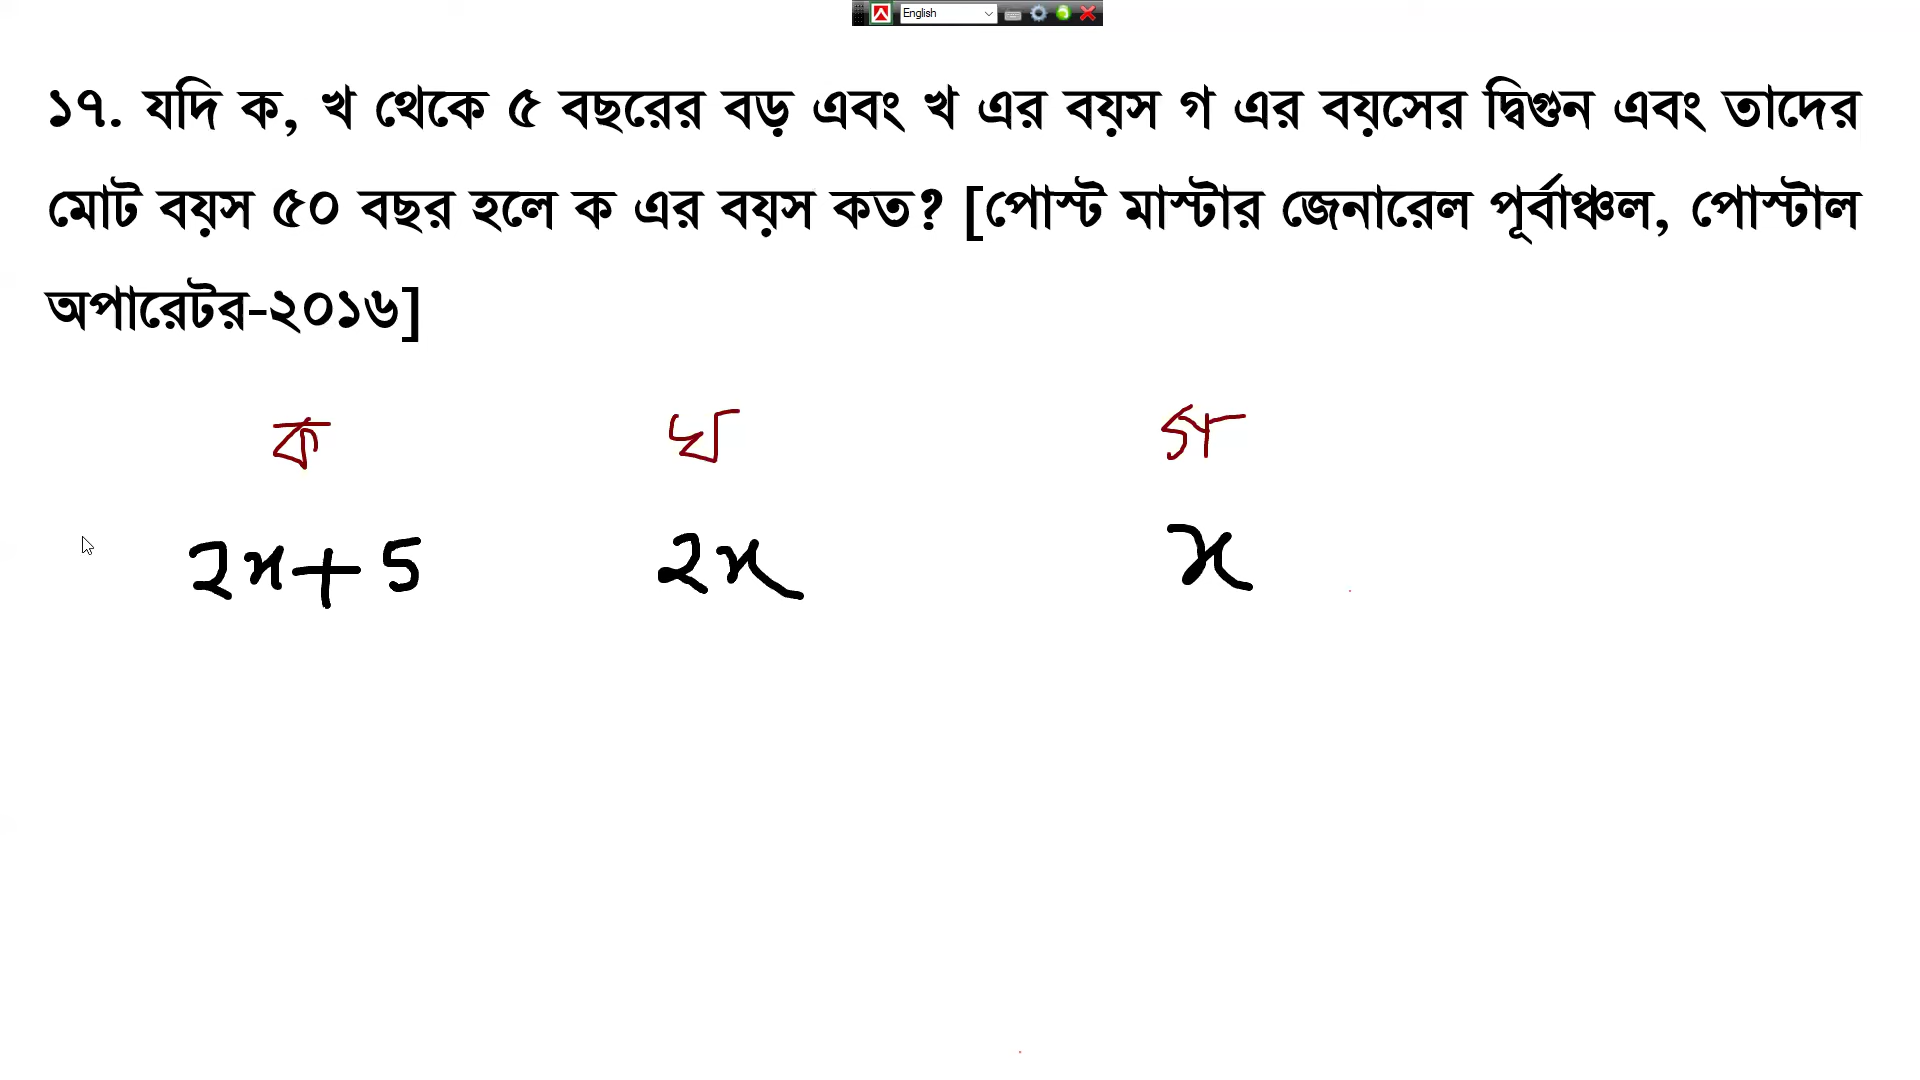 English
১৭. যদি ক, খ থেকে ৫ বছরের বড় এবং খ এর বয়স গ এর বয়সের দ্বিগুন এবং তাদের
মোট বয়স ৫০ বছর হলে ক এর বয়স কত? [পোস্ট মাস্টার জেনারেল পূর্বাঞ্চল, পোস্টাল
অপারেটর-২০১৬]
ক খ গ
2x+5 2x x